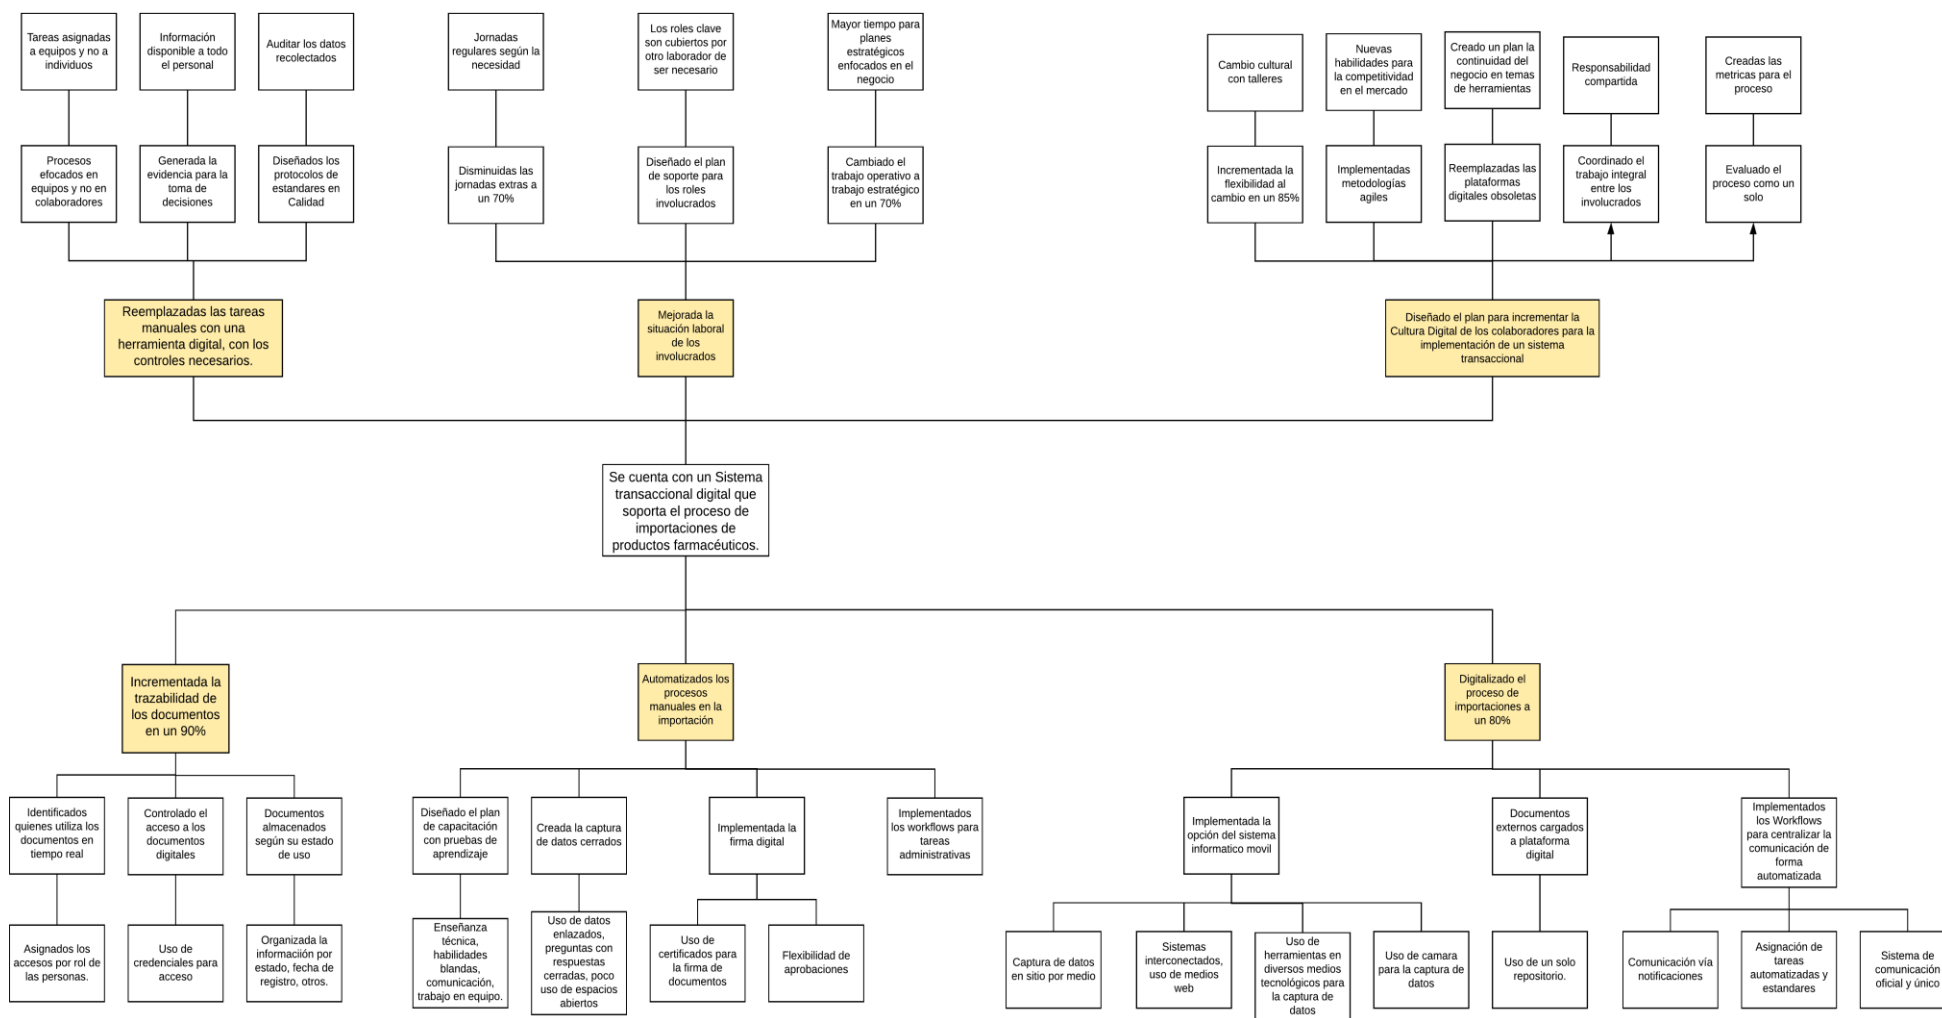 Tareas asignadas
a equipos y no a
individuos
Información
disponible a todo
el personal
Auditar los datos
recolectados
Jornadas
regulares según la
necesidad
Los roles clave
son cubiertos por
otro laborador de
ser necesario
Mayor tiempo para
planes
estratégicos
enfocados en el
negocio
Cambio cultural
con talleres
Nuevas
habilidades para
la competitividad
en el mercado
Creado un plan la
continuidad del
negocio en temas
de herramientas
Responsabilidad
compartida
Creadas las
metricas para el
proceso
Procesos
efocados en
equipos y no en
colaboradores
Generada la
evidencia para la
toma de
decisiones
Diseñados los
protocolos de
estandares en
Calidad
Disminuidas las
jornadas extras a
un 70%
Diseñado el plan
de soporte para
los roles
involucrados
Cambiado el
trabajo operativo a
trabajo estratégico
en un 70%
Incrementada la
flexibilidad al
cambio en un 85%
Implementadas
metodologías
agiles
Reemplazadas las
plataformas
digitales obsoletas
Coordinado el
trabajo integral
entre los
involucrados
Evaluado el
proceso como un
solo
Reemplazadas las tareas
manuales con una
herramienta digital, con los
controles necesarios.
Mejorada la
situación laboral
de los
involucrados
Diseñado el plan para incrementar la
Cultura Digital de los colaboradores para la
implementación de un sistema
transaccional
Se cuenta con un Sistema
transaccional digital que
soporta el proceso de
importaciones de
productos farmacéuticos.
Incrementada la
trazabilidad de
los documentos
en un 90%
Automatizados los
procesos
manuales en la
importación
Digitalizado el
proceso de
importaciones a
un 80%
Identificados
quienes utiliza los
documentos en
tiempo real
Controlado el
acceso a los
documentos
digitales
Documentos
almacenados
según su estado
de uso
Diseñado el plan
de capacitación
con pruebas de
aprendizaje
Creada la captura
de datos cerrados
Implementada la
firma digital
Implementados
los workflows para
tareas
administrativas
Implementada la
opción del sistema
informatico movil
Documentos
externos cargados
a plataforma
digital
Implementados
los Workflows
para centralizar la
comunicación de
forma
automatizada
Asignados los
accesos por rol de
las personas.
Uso de
credenciales para
acceso
Organizada la
informaciión por
estado, fecha de
registro, otros.
Enseñanza
técnica,
habilidades
blandas,
comunicación,
trabajo en equipo.
Uso de datos
enlazados,
preguntas con
respuestas
cerradas, poco
uso de espacios
abiertos
Uso de
certificados para
la firma de
documentos
Flexibilidad de
aprobaciones
Captura de datos
en sitio por medio
Sistemas
interconectados,
uso de medios
web
Uso de
herramientas en
diversos medios
tecnológicos para
la captura de
datos
Uso de camara
para la captura de
datos
Uso de un solo
repositorio.
Comunicación vía
notificaciones
Asignación de
tareas
automatizadas y
estandares
Sistema de
comunicación
oficial y único